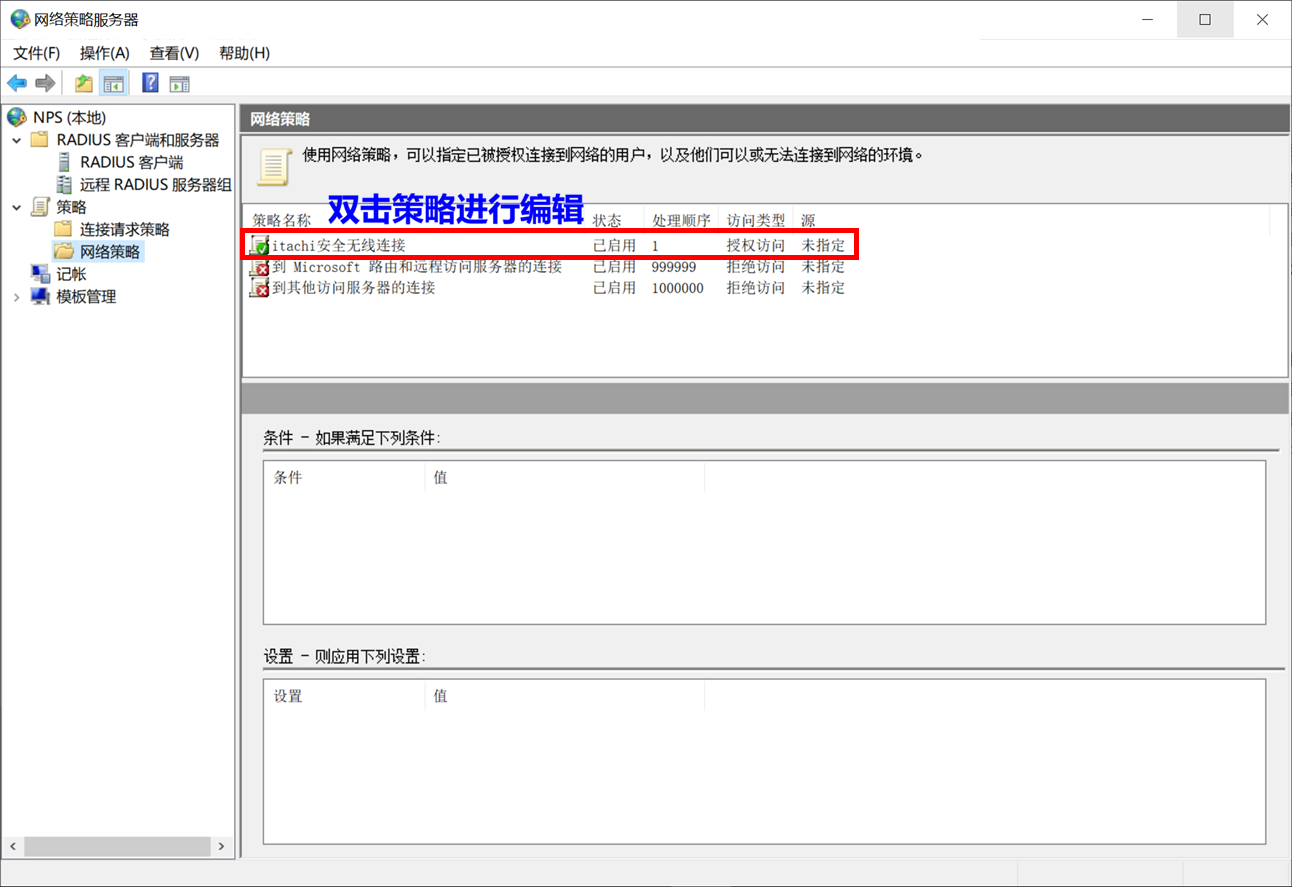 网络策略服务器
文件(F) 操作(A) 查看(V) 帮助(H)
NPS (本地)
RADIUS 客户端和服务器
RADIUS 客户端
远程 RADIUS 服务器组
策略
连接请求策略
网络策略
记帐
模板管理
网络策略
使用网络策略，可以指定已被授权连接到网络的用户，以及他们可以或无法连接到网络的环境。
双击策略进行编辑
策略名称 状态 处理顺序 访问类型 源
itachi安全无线连接 已启用 1 授权访问 未指定
到 Microsoft 路由和远程访问服务器的连接 已启用 999999 拒绝访问 未指定
到其他访问服务器的连接 已启用 1000000 拒绝访问 未指定
条件 - 如果满足下列条件:
条件 值
设置 - 则应用下列设置:
设置 值